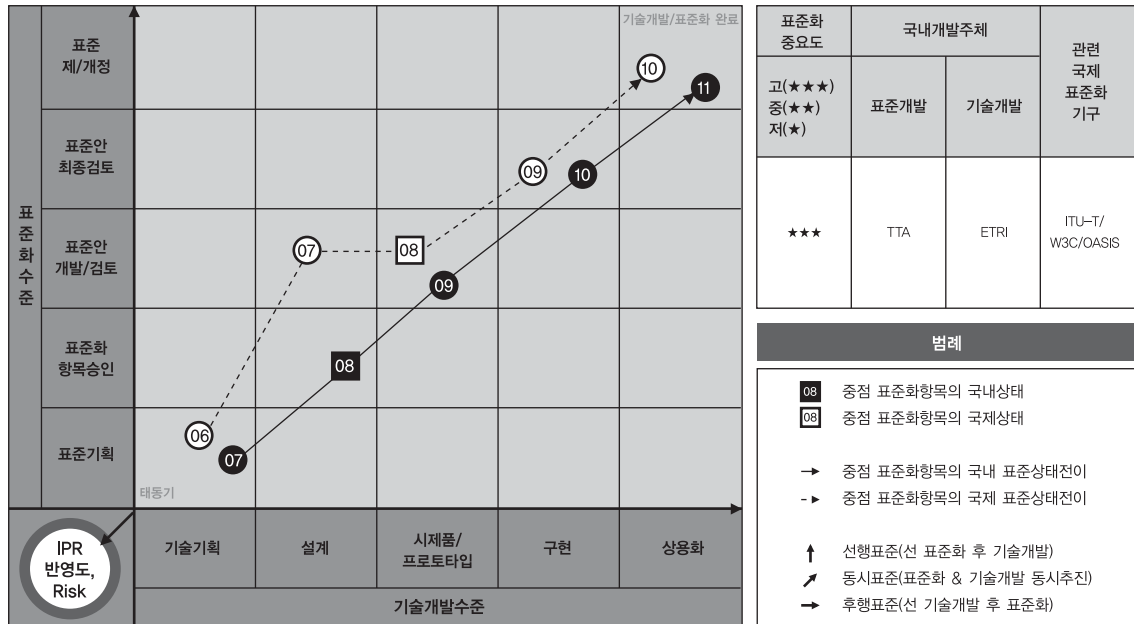 기술개발/표준화 완료
표준
제/개정
표준안
최종검토
표준안
개발/검토
표준화
항목승인
표준기획
표준화수준
10
11
09
10
07
08
09
08
06
07
태동기
IPR
반영도,
Risk
기술기획
설계
시제품/
프로토타입
구현
상용화
기술개발수준
표준화
중요도
국내개발주체
관련
국제
표준화
기구
고(★★★)
중(★★)
저(★)
표준개발
기술개발
★★★
TTA
ETRI
ITU-T/
W3C/OASIS
범례
08 중점 표준화항목의 국내상태
08 중점 표준화항목의 국제상태
→ 중점 표준화항목의 국내 표준상태전이
-► 중점 표준화항목의 국제 표준상태전이
↑ 선행표준(선 표준화 후 기술개발)
↗ 동시표준(표준화 & 기술개발 동시추진)
→ 후행표준(선 기술개발 후 표준화)